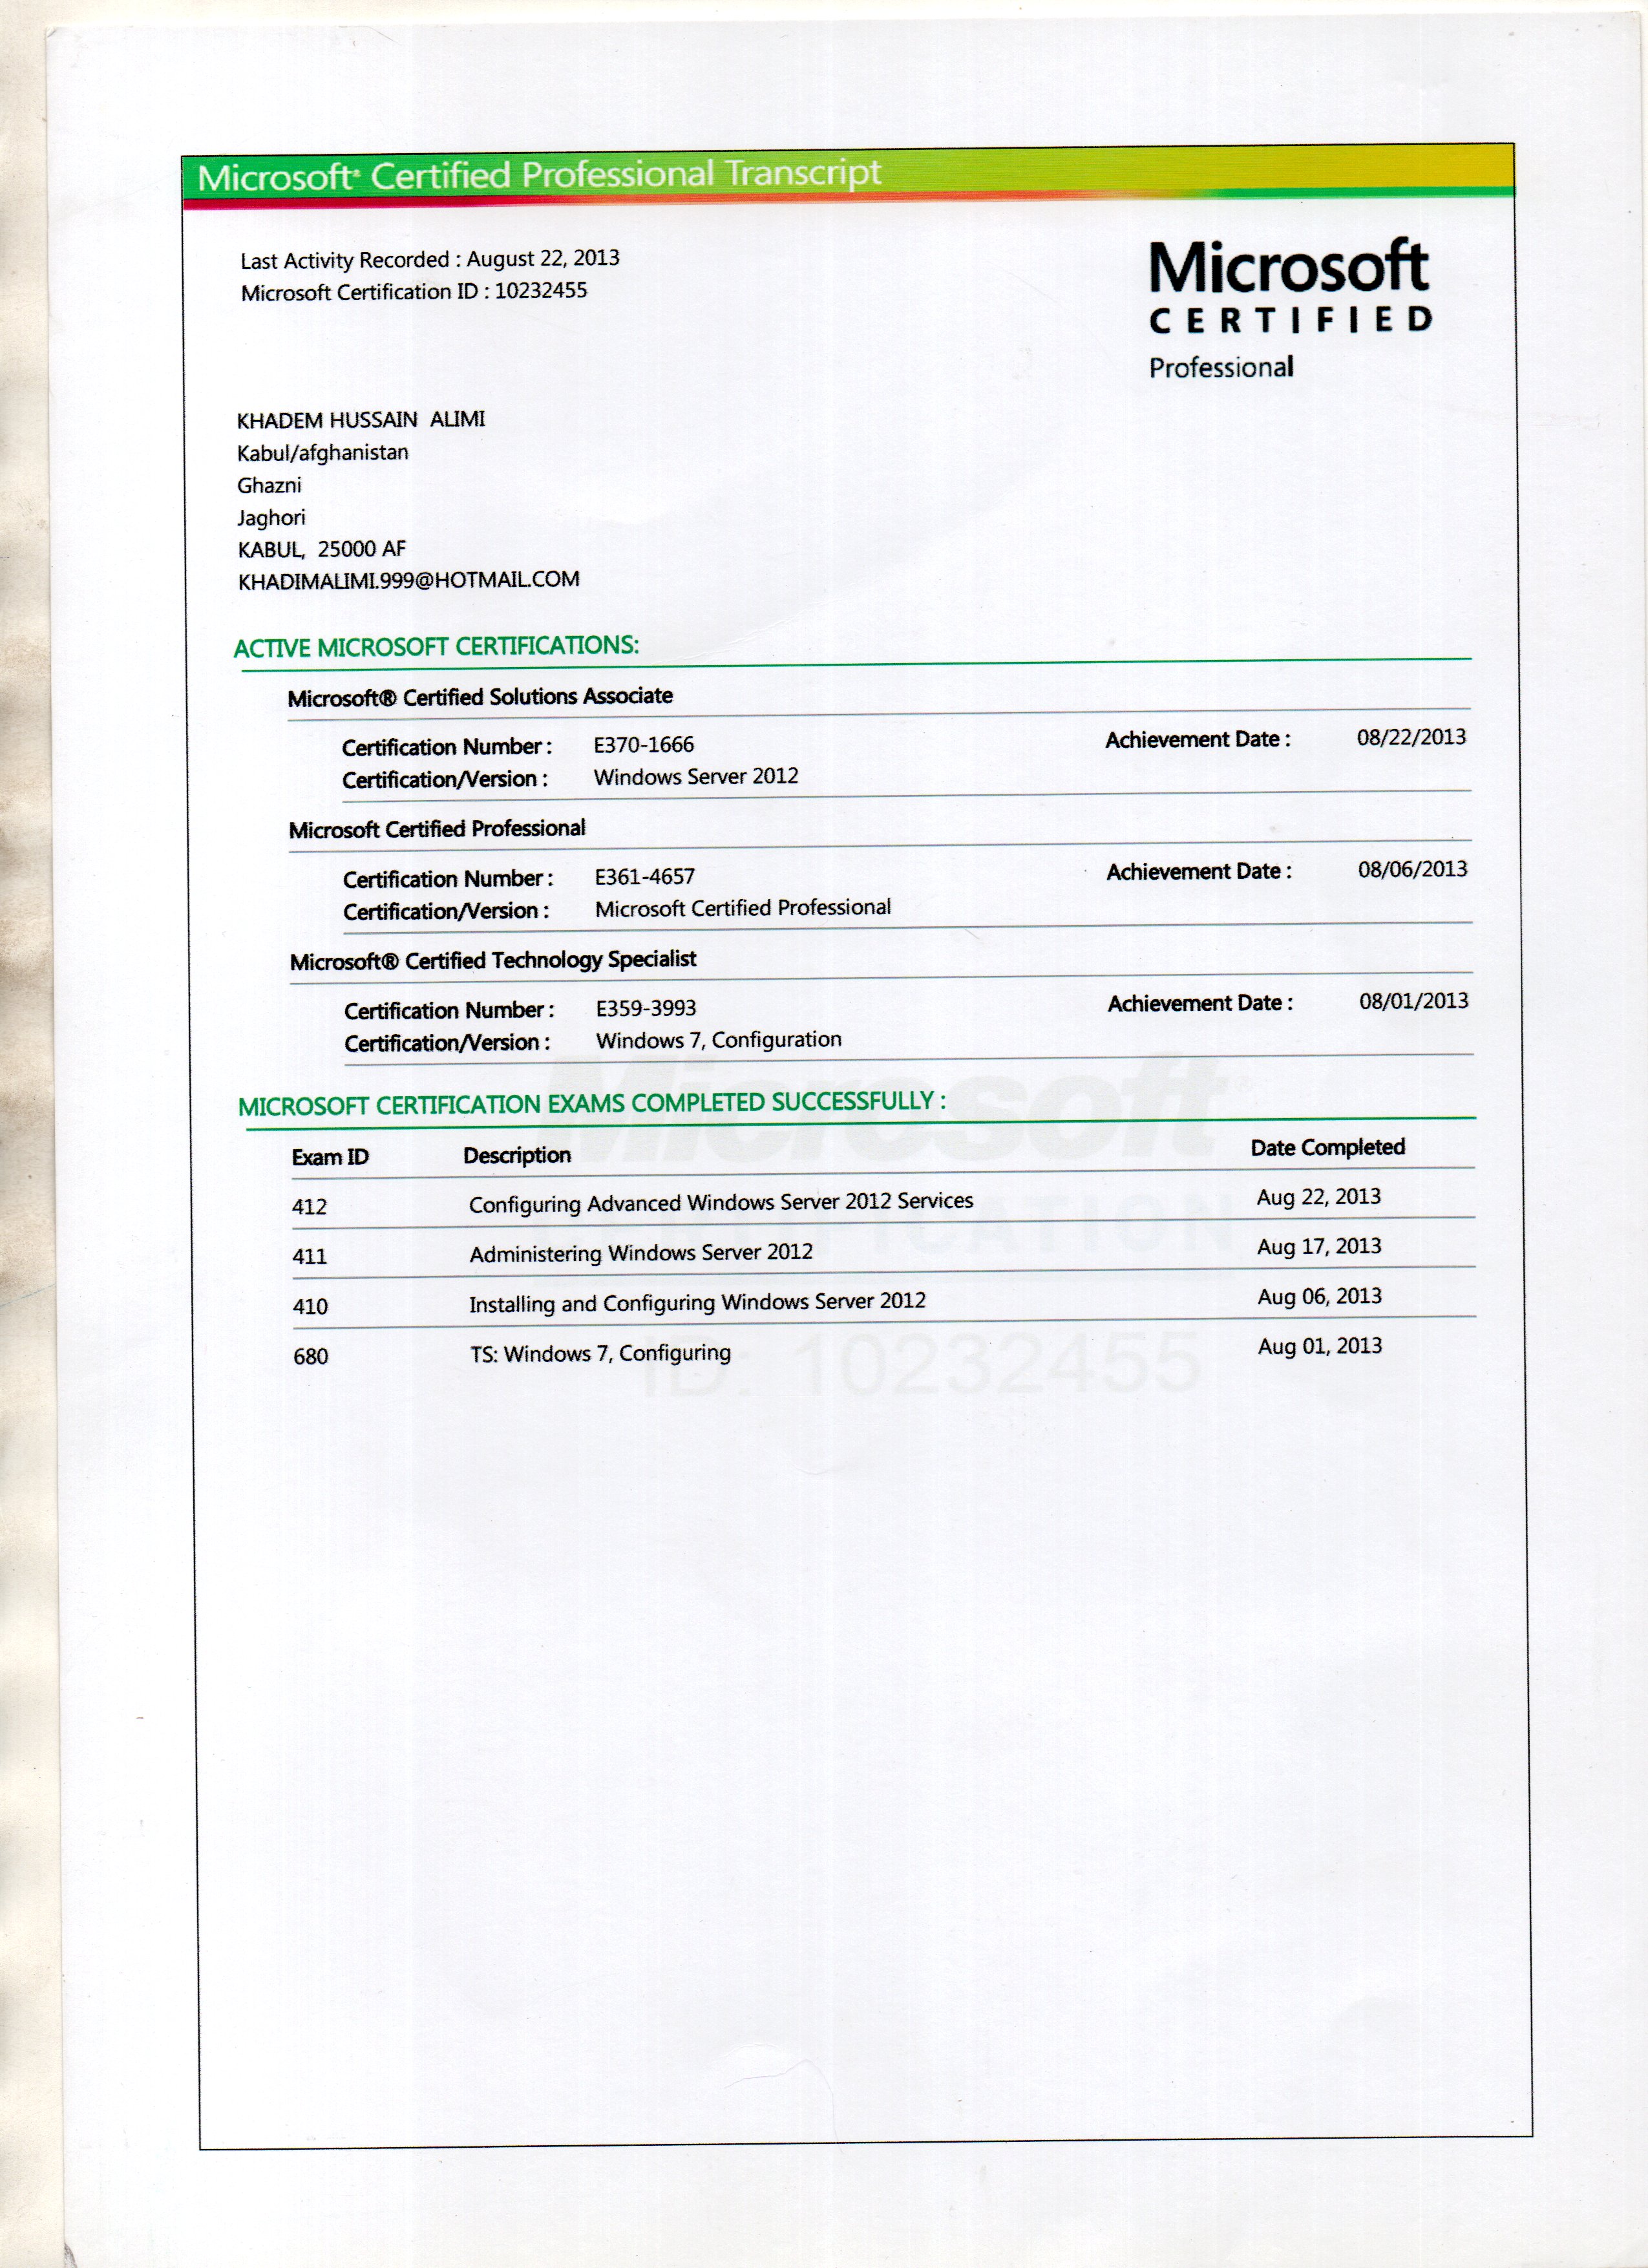 Microsoft® Certified Professional Transcript
Last Activity Recorded : August 22, 2013
Microsoft Certification ID : 10232455
Microsoft
CERTIFIED
Professional
KHADEM HUSSAIN ALIMI
Kabul/afghanistan
Ghazni
Jaghori
KABUL, 25000 AF
KHADIMALIMI.999@HOTMAIL.COM
ACTIVE MICROSOFT CERTIFICATIONS:
Microsoft® Certified Solutions Associate
Certification Number : E370-1666 Achievement Date : 08/22/2013
Certification/Version : Windows Server 2012
Microsoft Certified Professional
Certification Number : E361-4657 Achievement Date : 08/06/2013
Certification/Version : Microsoft Certified Professional
Microsoft® Certified Technology Specialist
Certification Number : E359-3993 Achievement Date : 08/01/2013
Certification/Version : Windows 7, Configuration
Microsoft
MICROSOFT CERTIFICATION EXAMS COMPLETED SUCCESSFULLY :
Exam ID Description Date Completed
412 Configuring Advanced Windows Server 2012 Services Aug 22, 2013
411 Administering Windows Server 2012 Aug 17, 2013
410 Installing and Configuring Windows Server 2012 Aug 06, 2013
680 TS: Windows 7, Configuring Aug 01, 2013
ID: 10232455